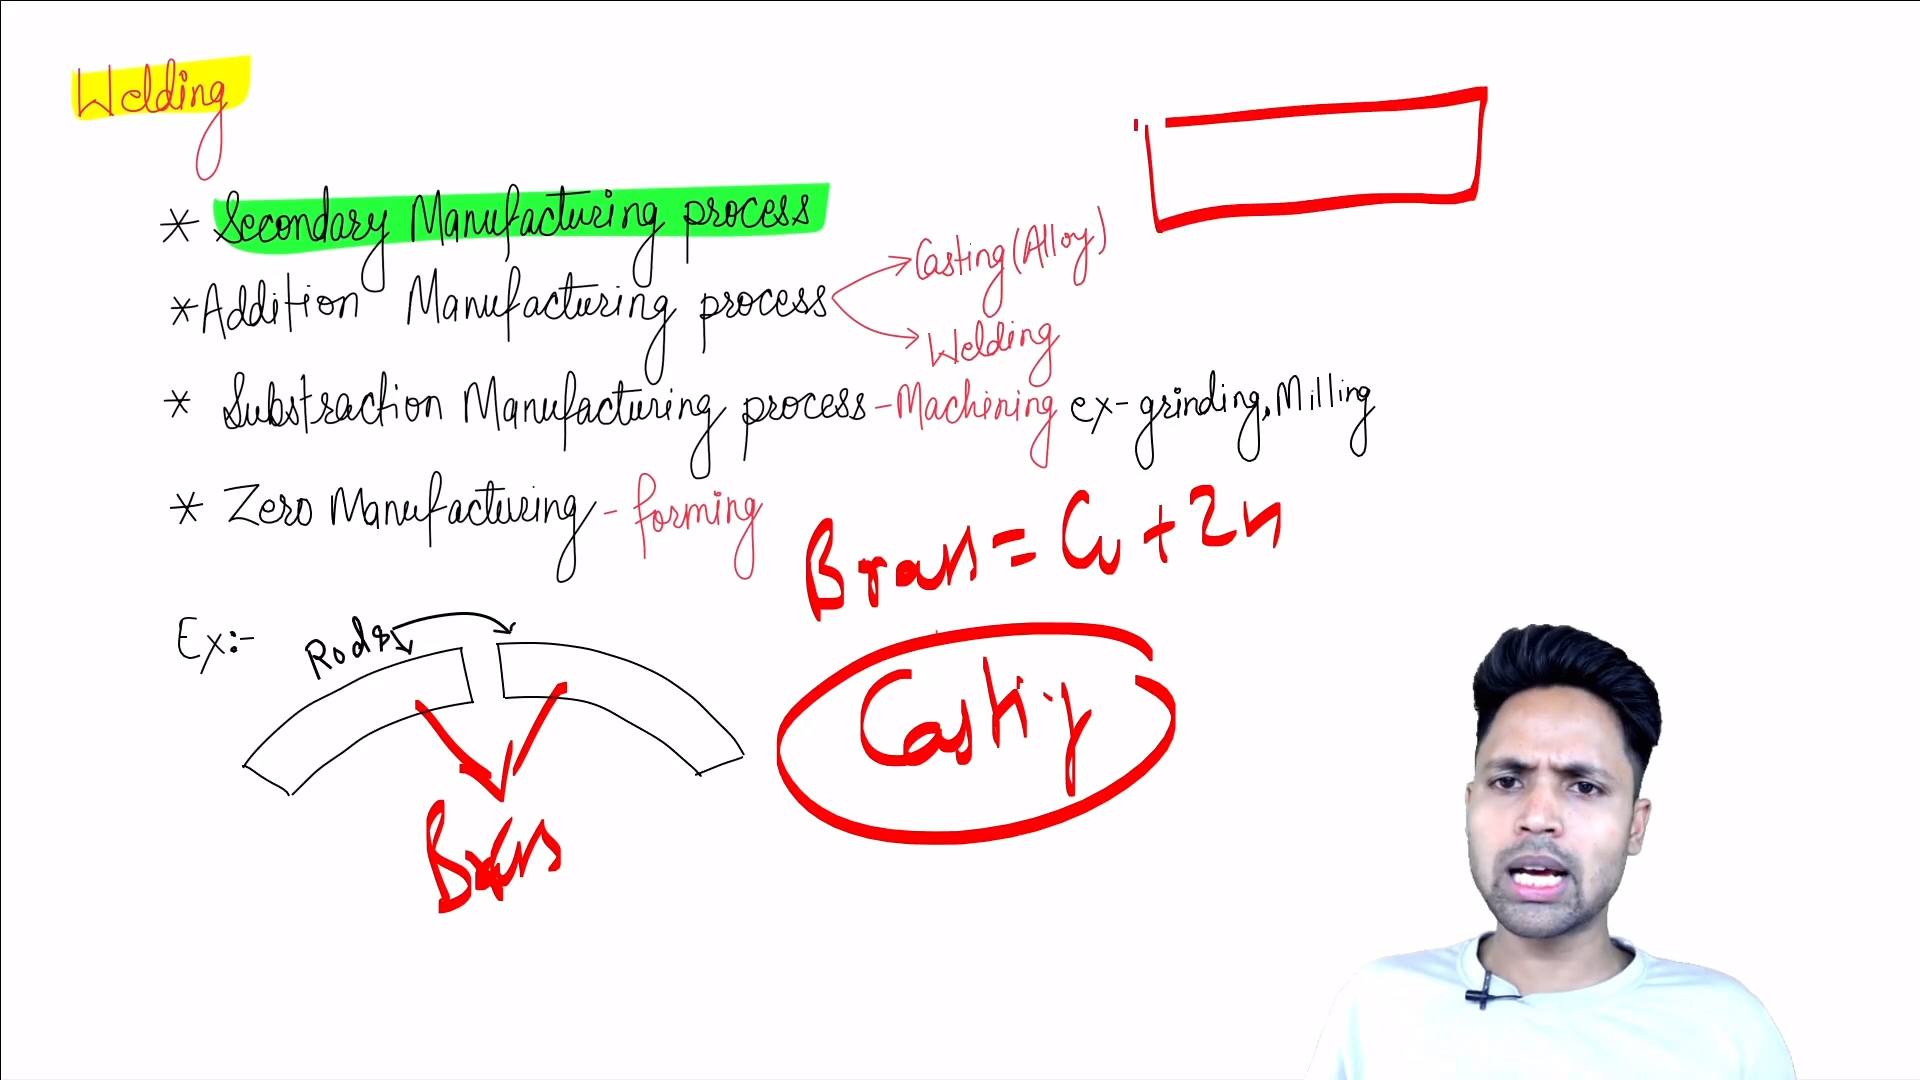 Welding
* Secondary Manufacturing process
Casting (Alloy)
* Addition Manufacturing process
Welding
* Substraction Manufacturing process - Machining ex- grinding, Milling
* Zero Manufacturing - forming
Brass = Cu + Zn
Ex:- Rods
Casting
Brass